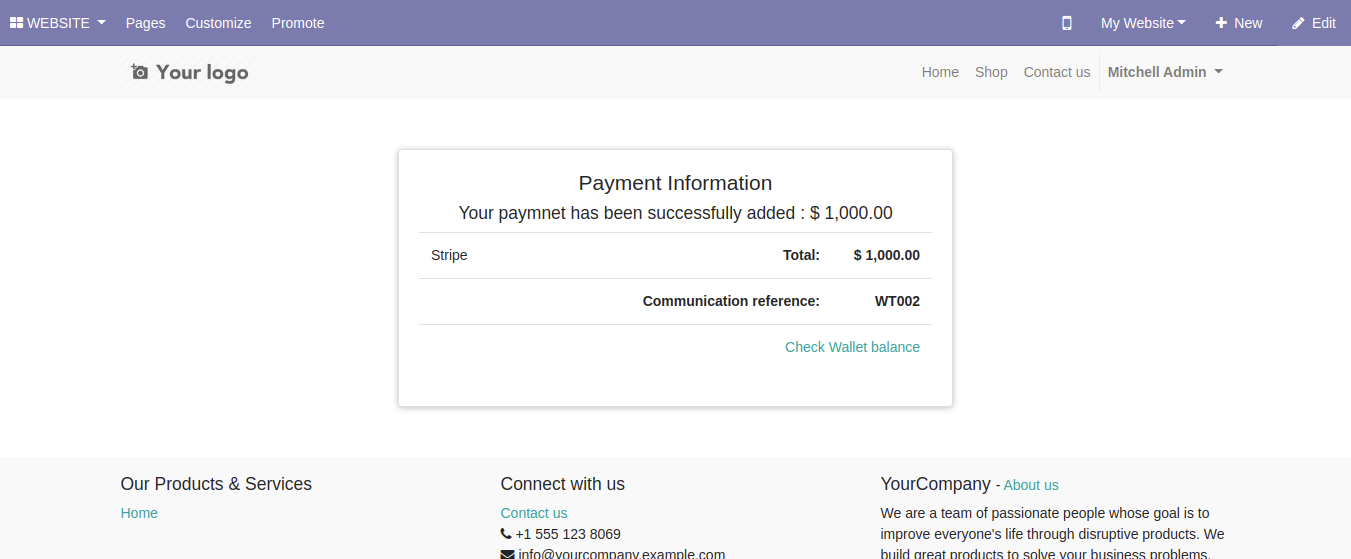 WEBSITE Pages Customize Promote My Website New Edit
Your logo Home Shop Contact us Mitchell Admin
Payment Information
Your paymnet has been successfully added : $ 1,000.00
Stripe Total: $ 1,000.00
Communication reference: WT002
Check Wallet balance
Our Products & Services Connect with us YourCompany - About us
Home Contact us We are a team of passionate people whose goal is to
+1 555 123 8069 improve everyone's life through disruptive products. We
info@yourcompany.example.com build great products to solve your business problems.